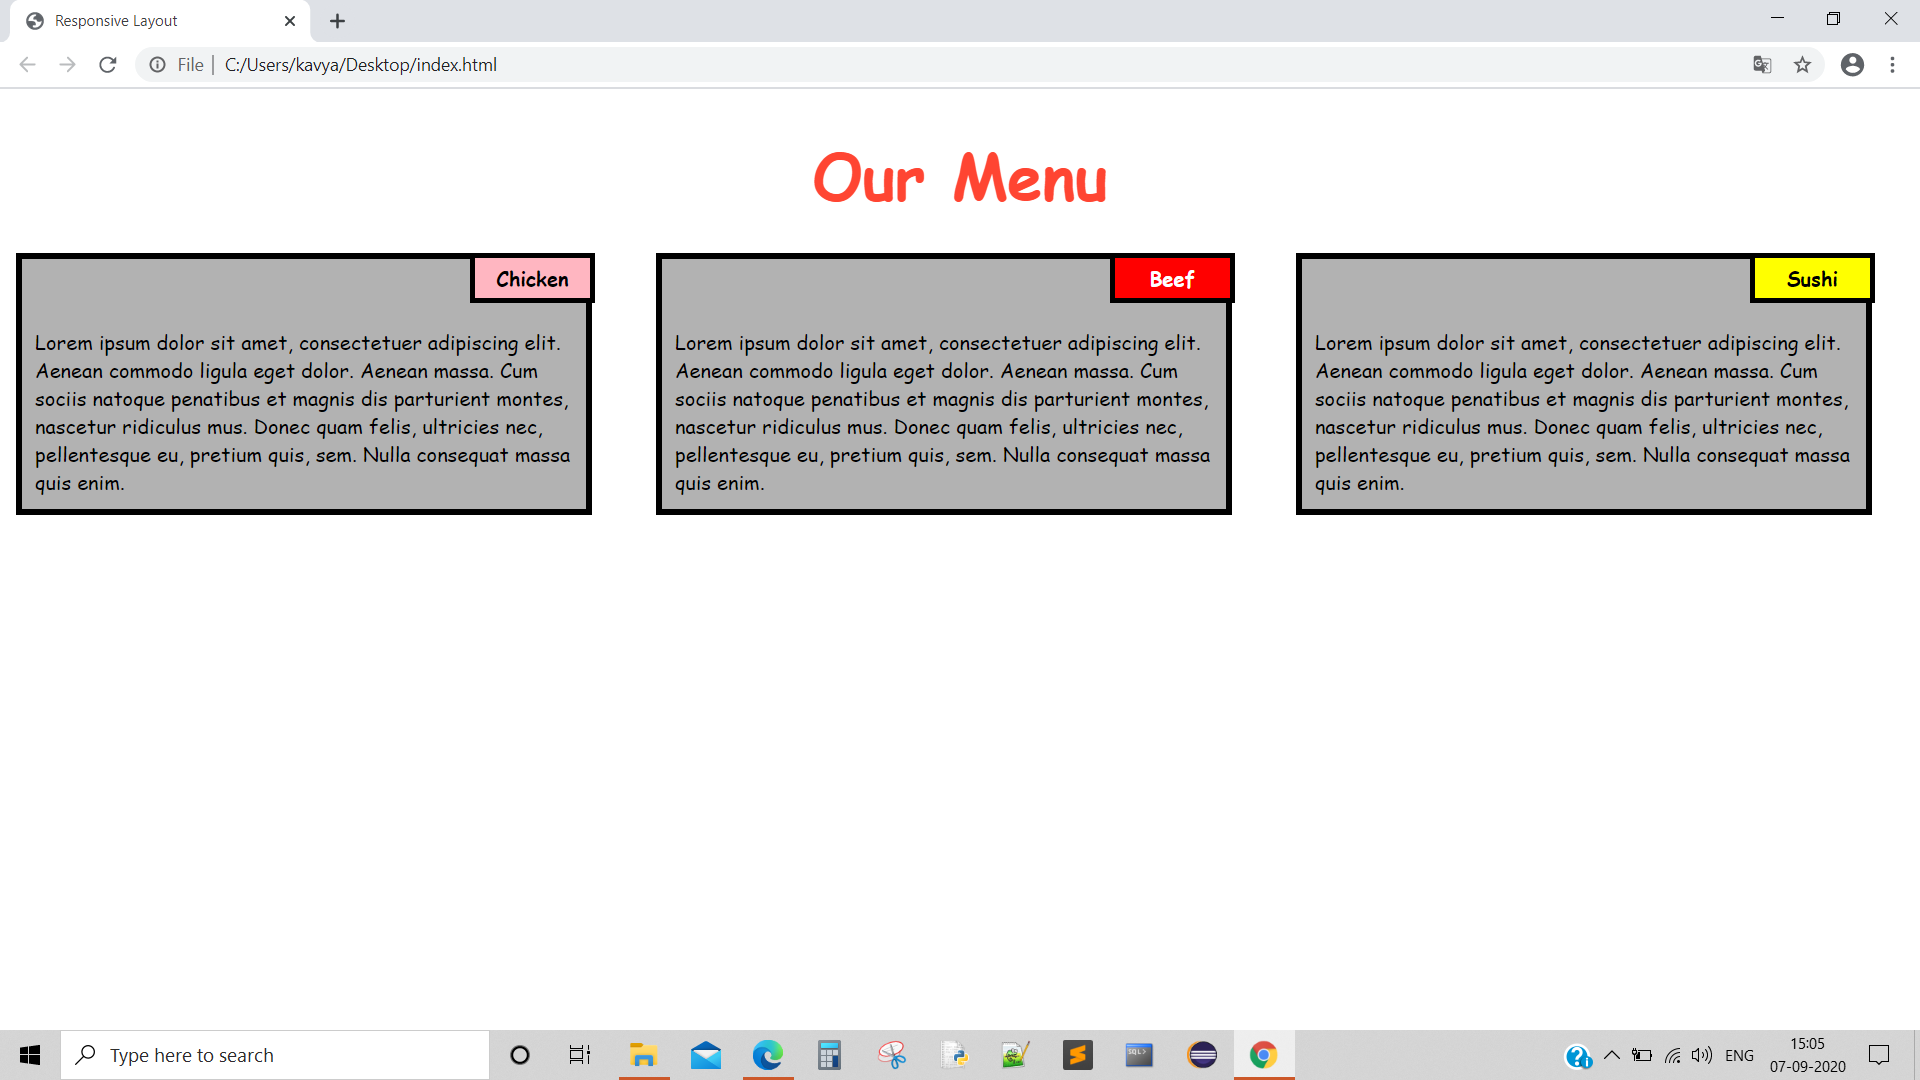 Responsive Layout
File | C:/Users/kavya/Desktop/index.html
Our Menu
Chicken
Lorem ipsum dolor sit amet, consectetuer adipiscing elit.
Aenean commodo ligula eget dolor. Aenean massa. Cum
sociis natoque penatibus et magnis dis parturient montes,
nascetur ridiculus mus. Donec quam felis, ultricies nec,
pellentesque eu, pretium quis, sem. Nulla consequat massa
quis enim.
Beef
Lorem ipsum dolor sit amet, consectetuer adipiscing elit.
Aenean commodo ligula eget dolor. Aenean massa. Cum
sociis natoque penatibus et magnis dis parturient montes,
nascetur ridiculus mus. Donec quam felis, ultricies nec,
pellentesque eu, pretium quis, sem. Nulla consequat massa
quis enim.
Sushi
Lorem ipsum dolor sit amet, consectetuer adipiscing elit.
Aenean commodo ligula eget dolor. Aenean massa. Cum
sociis natoque penatibus et magnis dis parturient montes,
nascetur ridiculus mus. Donec quam felis, ultricies nec,
pellentesque eu, pretium quis, sem. Nulla consequat massa
quis enim.
Type here to search
SQL>
ENG
15:05
07-09-2020